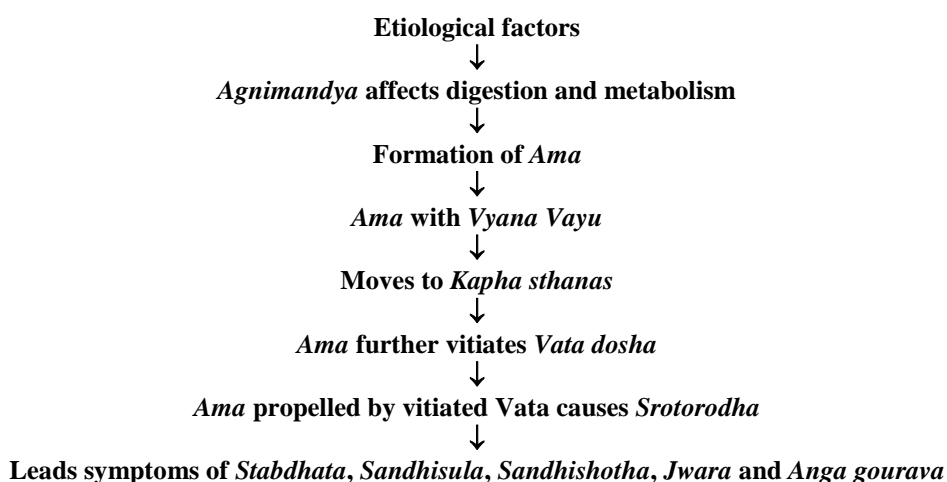 Etiological factors
↓
Agnimandya affects digestion and metabolism
↓
Formation of Ama
↓
Ama with Vyana Vayu
↓
Moves to Kapha sthanas
↓
Ama further vitiates Vata dosha
↓
Ama propelled by vitiated Vata causes Srotorodha
↓
Leads symptoms of Stabdhata, Sandhisula, Sandhishotha, Jwara and Anga gourava